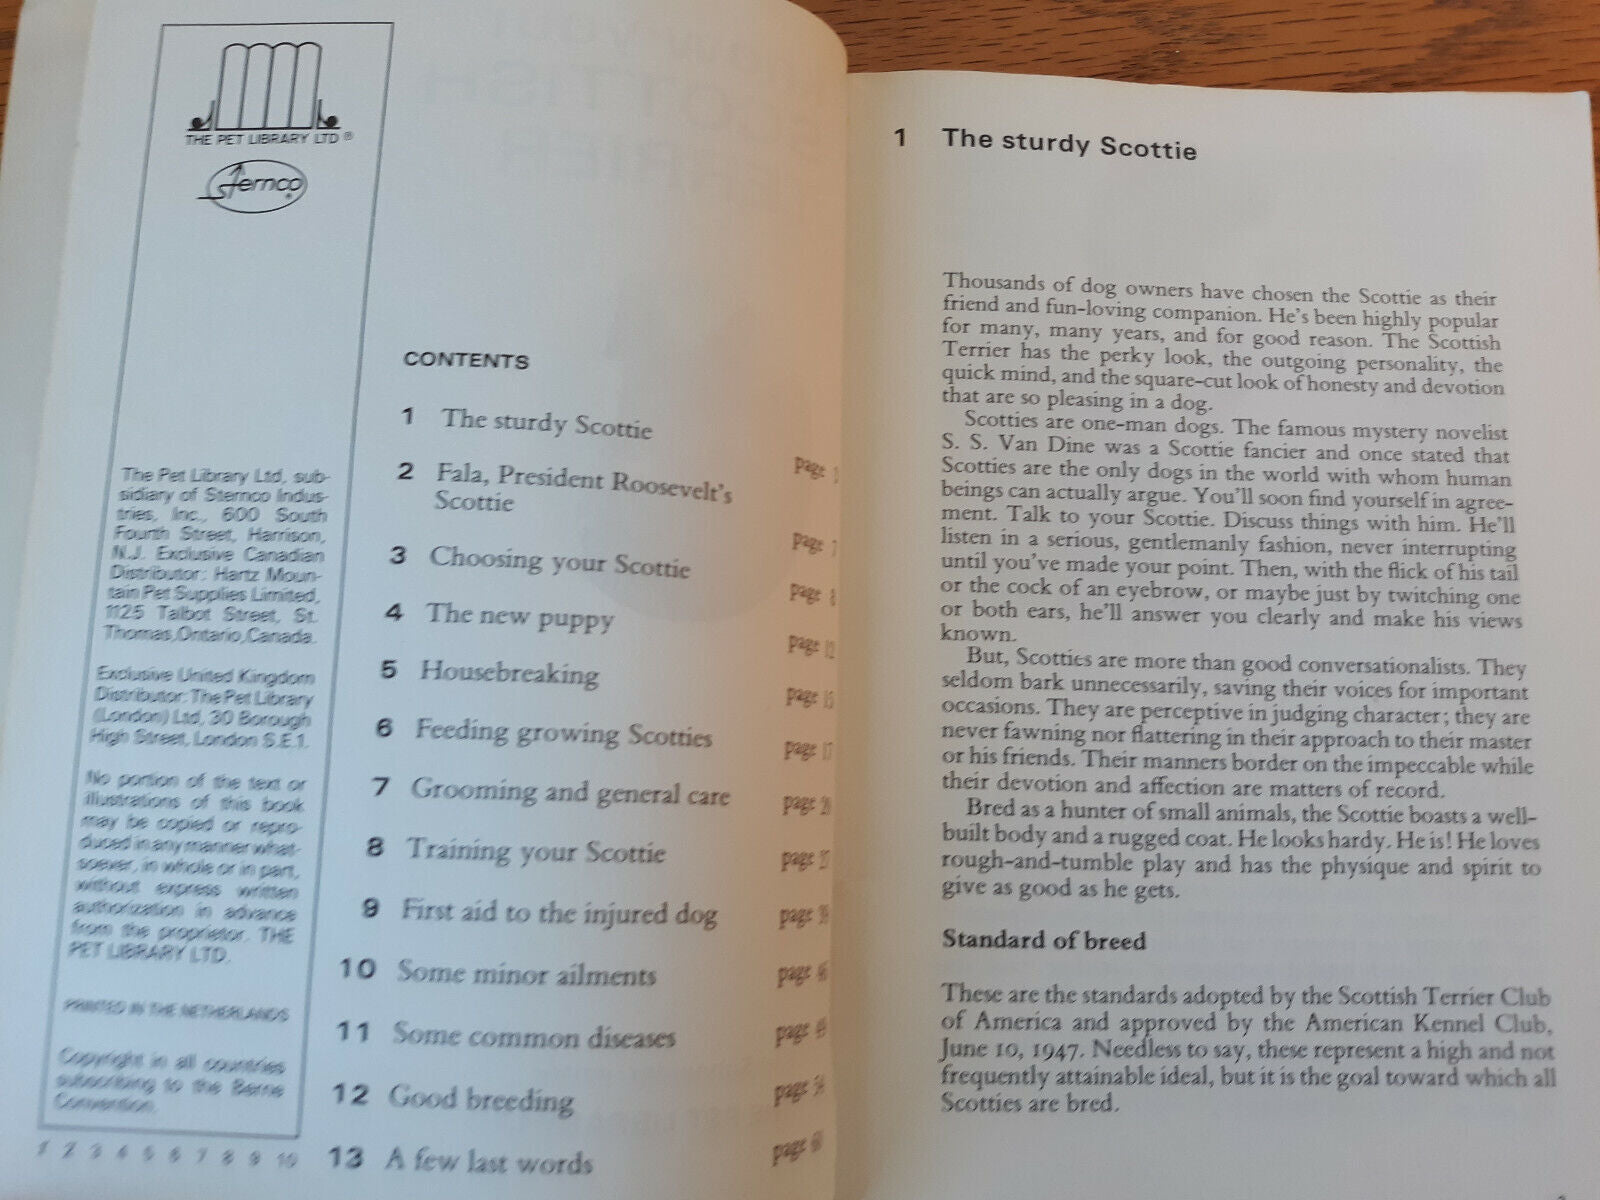 THE PET LIBRARY LTD ®
Sternco ®
The Pet Library Ltd, sub-
sidiary of Sternco Indus-
tries, Inc., 600 South
Fourth Street, Harrison,
N.J. Exclusive Canadian
Distributor: Hartz Moun-
tain Pet Supplies Limited,
1125 Talbot Street, St.
Thomas,Ontario,Canada.
Exclusive United Kingdom
Distributor: The Pet Library
(London) Ltd, 30 Borough
High Street, London S.E.1.
No portion of the text or
illustrations of this book
may be copied or repro-
duced in any manner what-
soever, in whole or in part,
without express written
authorization in advance
from the proprietor. THE
PET LIBRARY LTD.
PRINTED IN THE NETHERLANDS
Copyright in all countries
subscribing to the Berne
Convention.
1 2 3 4 5 6 7 8 9 10
CONTENTS
1 The sturdy Scottie page
2 Fala, President Roosevelt's
Scottie page 7
3 Choosing your Scottie page 8
4 The new puppy page 12
5 Housebreaking page 15
6 Feeding growing Scotties page 17
7 Grooming and general care page
8 Training your Scottie page
9 First aid to the injured dog page
10 Some minor ailments page
11 Some common diseases page
12 Good breeding page
13 A few last words page
1 The sturdy Scottie
Thousands of dog owners have chosen the Scottie as their
friend and fun-loving companion. He's been highly popular
for many, many years, and for good reason. The Scottish
Terrier has the perky look, the outgoing personality, the
quick mind, and the square-cut look of honesty and devotion
that are so pleasing in a dog.
Scotties are one-man dogs. The famous mystery novelist
S. S. Van Dine was a Scottie fancier and once stated that
Scotties are the only dogs in the world with whom human
beings can actually argue. You'll soon find yourself in agree-
ment. Talk to your Scottie. Discuss things with him. He'll
listen in a serious, gentlemanly fashion, never interrupting
until you've made your point. Then, with the flick of his tail
or the cock of an eyebrow, or maybe just by twitching one
or both ears, he'll answer you clearly and make his views
known.
But, Scotties are more than good conversationalists. They
seldom bark unnecessarily, saving their voices for important
occasions. They are perceptive in judging character; they are
never fawning nor flattering in their approach to their master
or his friends. Their manners border on the impeccable while
their devotion and affection are matters of record.
Bred as a hunter of small animals, the Scottie boasts a well-
built body and a rugged coat. He looks hardy. He is! He loves
rough-and-tumble play and has the physique and spirit to
give as good as he gets.
Standard of breed
These are the standards adopted by the Scottish Terrier Club
of America and approved by the American Kennel Club,
June 10, 1947. Needless to say, these represent a high and not
frequently attainable ideal, but it is the goal toward which all
Scotties are bred.